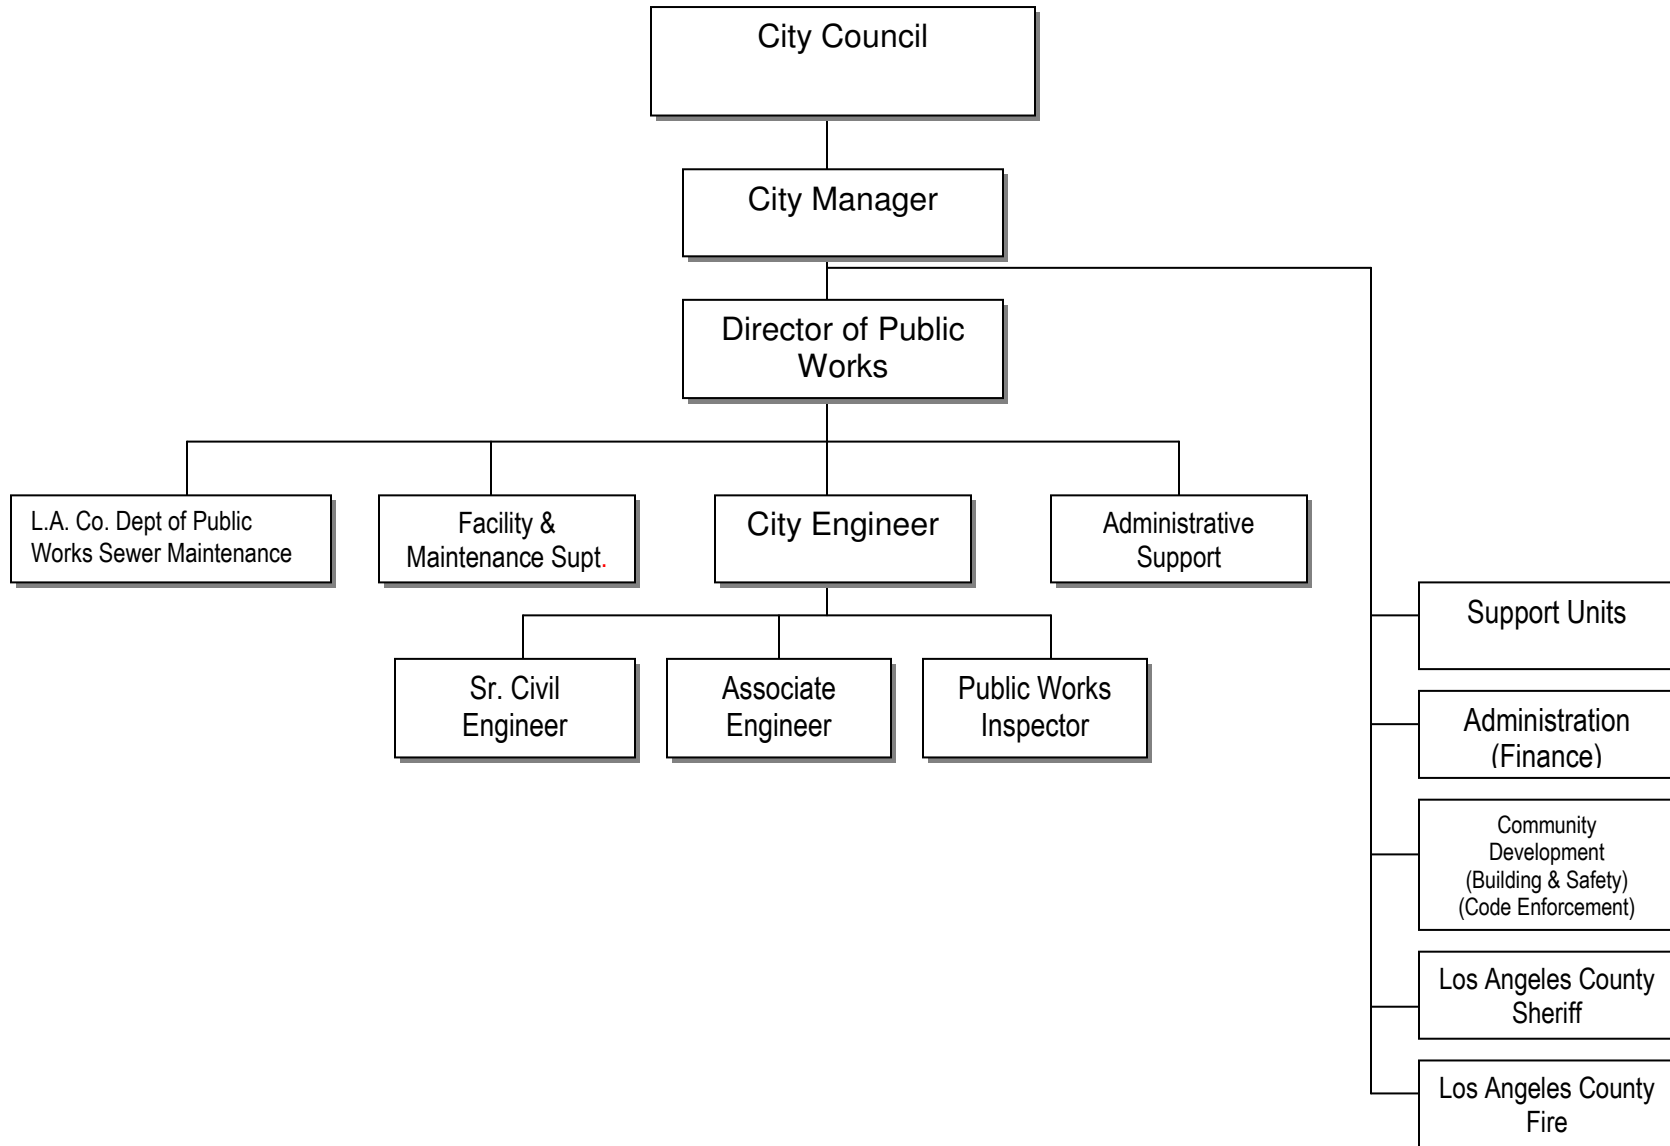 City Council
City Manager
Director of Public
Works
L.A. Co. Dept of Public
Works Sewer Maintenance
Facility &
Maintenance Supt.
City Engineer
Administrative
Support
Sr. Civil
Engineer
Associate
Engineer
Public Works
Inspector
Support Units
Administration
(Finance)
Community
Development
(Building & Safety)
(Code Enforcement)
Los Angeles County
Sheriff
Los Angeles County
Fire